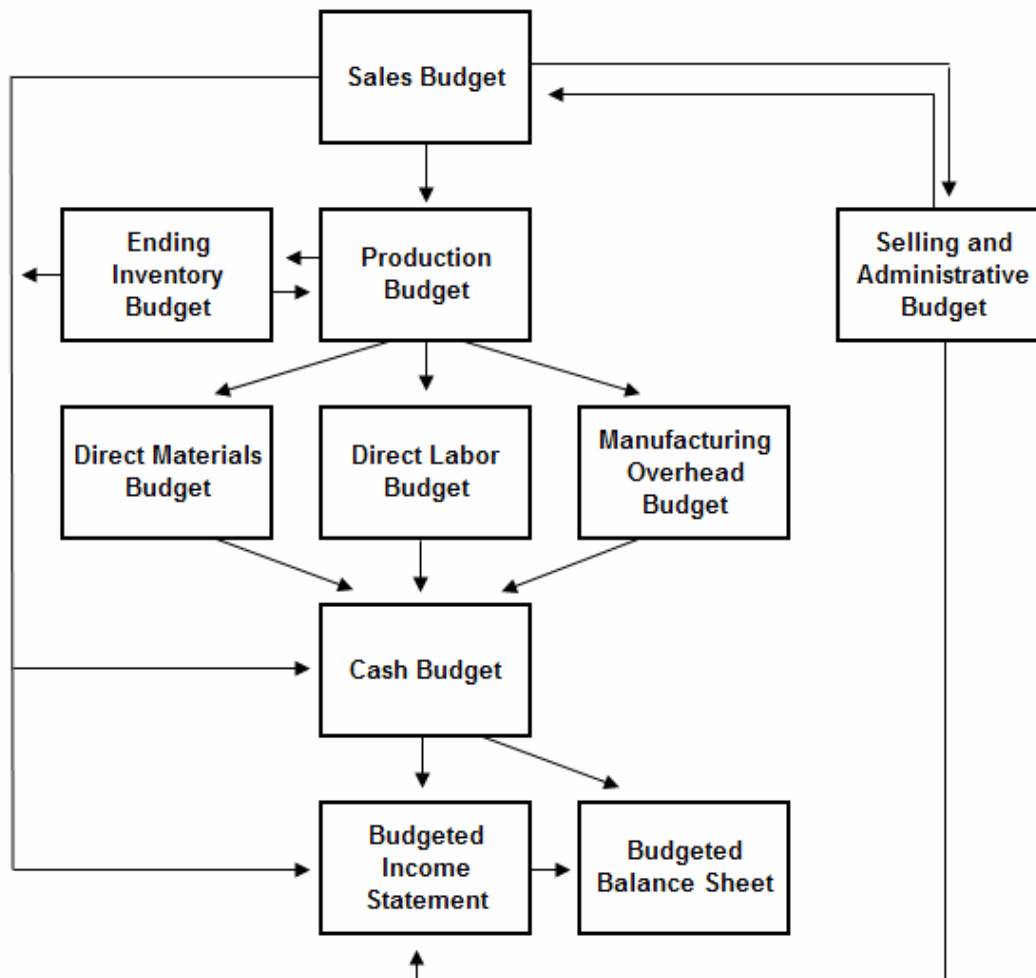 Sales Budget
Ending
Inventory
Budget
Production
Budget
Selling and
Administrative
Budget
Direct Materials
Budget
Direct Labor
Budget
Manufacturing
Overhead
Budget
Cash Budget
Budgeted
Income
Statement
Budgeted
Balance Sheet